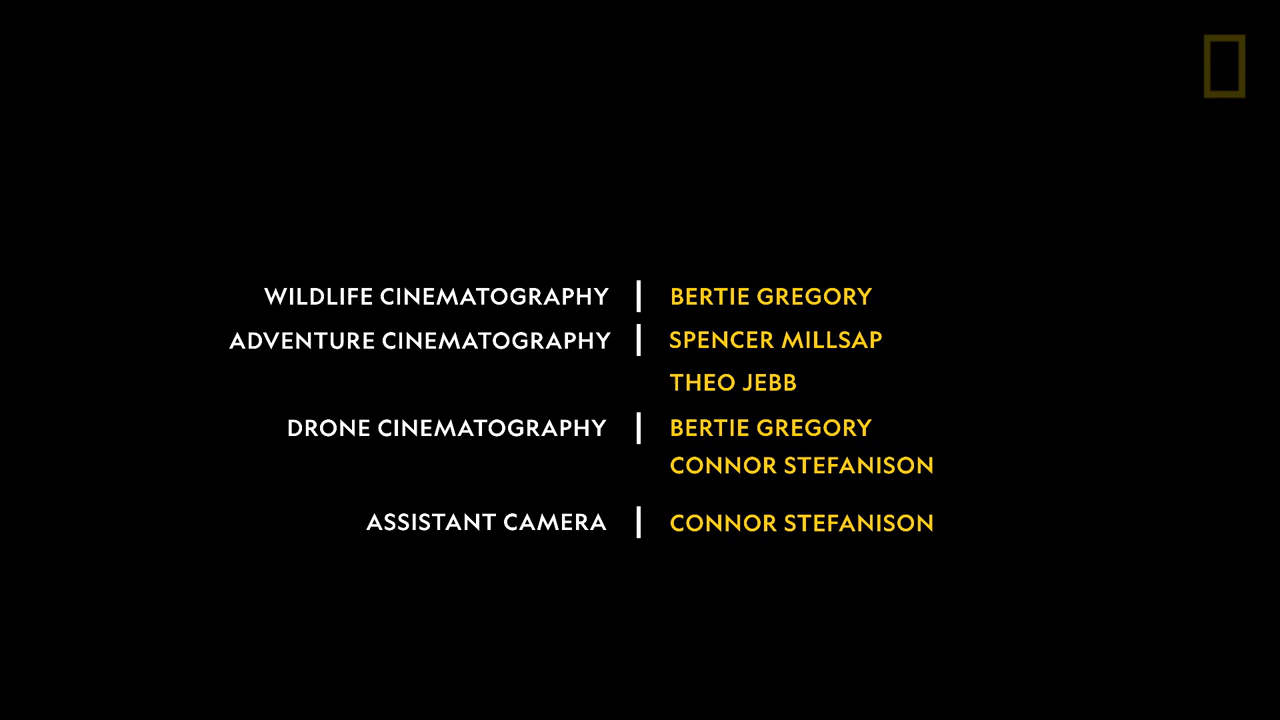 WILDLIFE CINEMATOGRAPHY | BERTIE GREGORY
ADVENTURE CINEMATOGRAPHY | SPENCER MILLSAP
THEO JEBB
DRONE CINEMATOGRAPHY | BERTIE GREGORY
CONNOR STEFANISON
ASSISTANT CAMERA | CONNOR STEFANISON